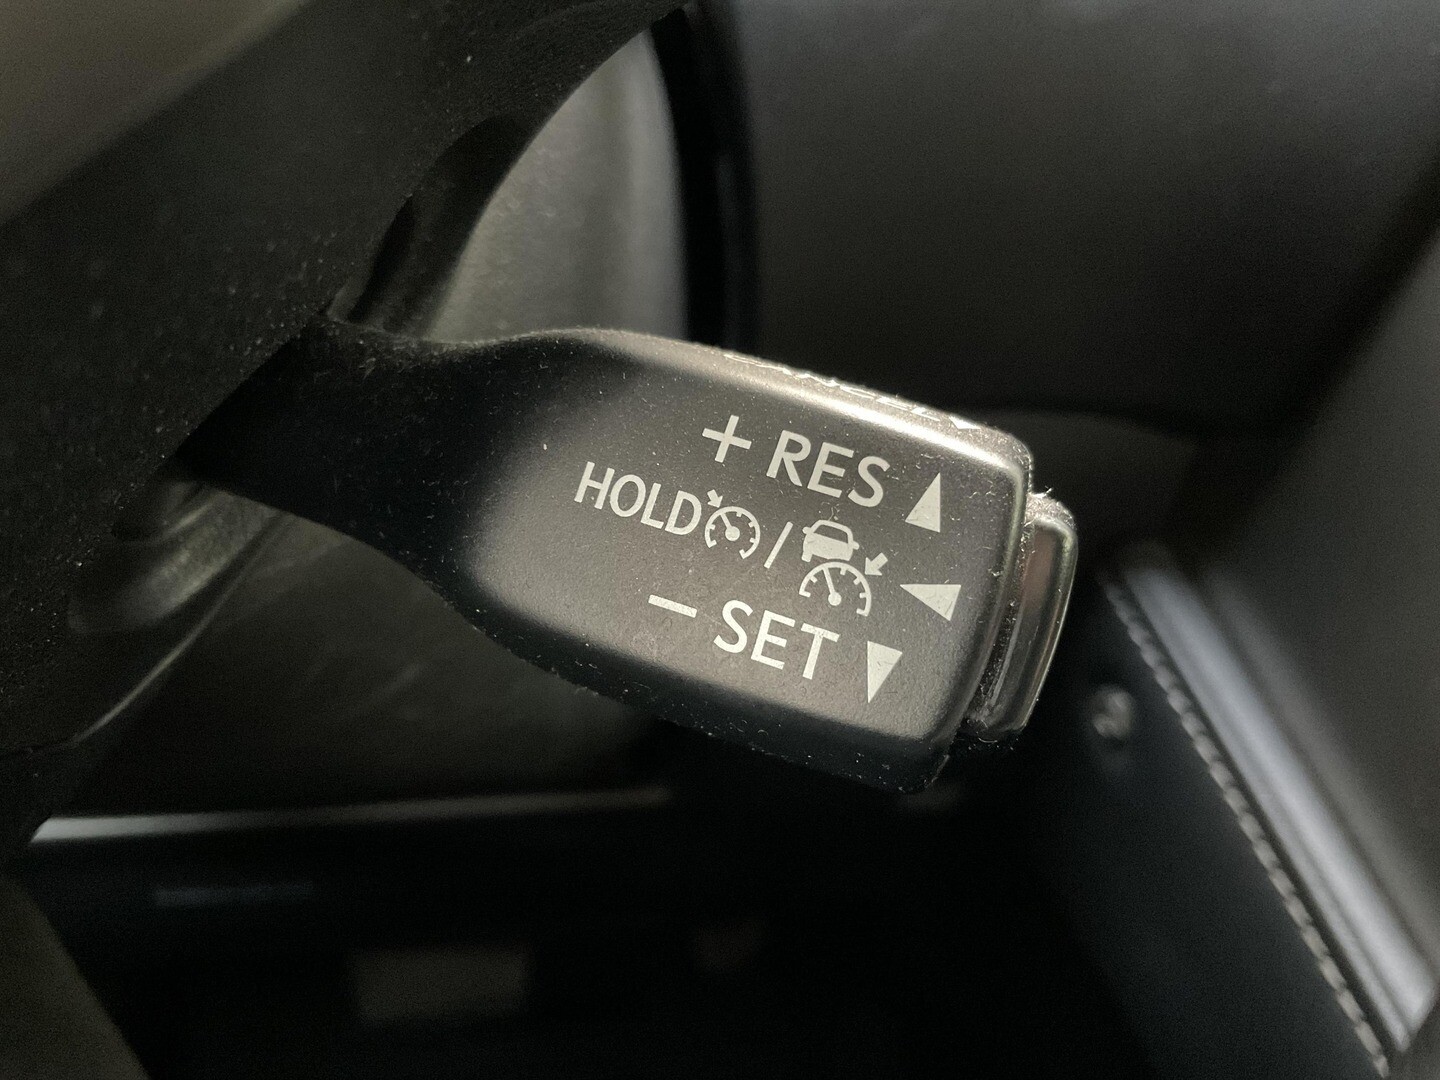 + RES
HOLD /
− SET